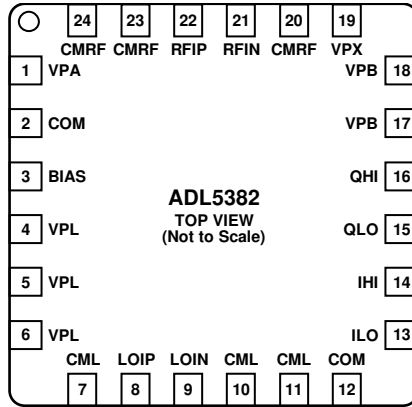 24 23 22 21 20 19
CMRF CMRF RFIP RFIN CMRF VPX
1 VPA VPB 18
2 COM VPB 17
3 BIAS QHI 16
ADL5382
TOP VIEW
(Not to Scale)
4 VPL QLO 15
5 VPL IHI 14
6 VPL ILO 13
CML LOIP LOIN CML CML COM
7 8 9 10 11 12